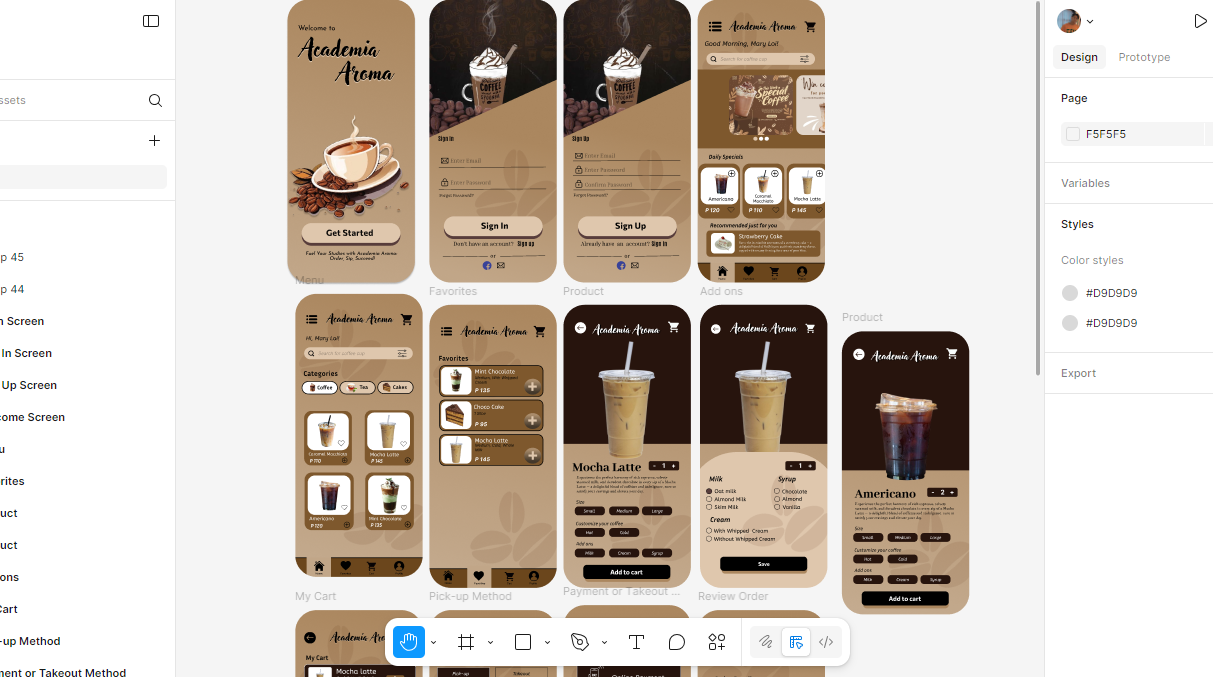 ssets
p 45
p 44
n Screen
In Screen
Up Screen
come Screen
u
rites
uct
uct
ons
Cart
-up Method
ment or Takeout Method
Welcome to
Academia
Aroma
Get Started
Fuel Your Studies with Academia Aroma
Order, Sip, Succeed!
COFFEE
Sign In
Enter Email
Enter Password
Forgot Password?
Sign In
Don't have an account? Sign up
or
COFFEE
Sign Up
Enter Email
Enter Password
Confirm Password
Sign Up
Already have an account? Sign In
or
Academia Aroma
Good Morning, Mary Lol!
Search for coffee cup
Special
Coffee
Daily Specials
Americano
₱ 120
Caramel
Macchiato
₱ 110
Mocha Latte
₱ 145
Recommended just for you
Strawberry Cake
Menu
Academia Aroma
Hi, Mary Lol!
Search for coffee cup
Categories
Coffee
Tea
Cakes
Caramel Macchiato
₱ 110
Mocha Latte
₱ 145
Americano
₱ 120
Mint Chocolate
₱ 135
Favorites
Academia Aroma
Favorites
Mint Chocolate
₱ 135
Choco Cake
₱ 95
Mocha Latte
₱ 145
Product
Academia Aroma
Mocha Latte
- 1 +
Size
Small
Medium
Large
Customize your coffee
Hot
Cold
Add ons
Milk
Cream
Syrup
Add to cart
Add ons
Academia Aroma
- 1 +
Milk
Oat milk
Almond Milk
Skim Milk
Syrup
Chocolate
Almond
Vanilla
Cream
With Whipped Cream
Without Whipped Cream
Save
Product
Academia Aroma
Americano
- 2 +
Size
Small
Medium
Large
Customize your coffee
Hot
Cold
Add ons
Milk
Cream
Syrup
Add to cart
My Cart
Academia
My Cart
Mocha latte
Pick-up Method
Pick-up
Payment or Takeout ...
Review Order
Design
Prototype
Page
F5F5F5
Variables
Styles
Color styles
#D9D9D9
#D9D9D9
Export